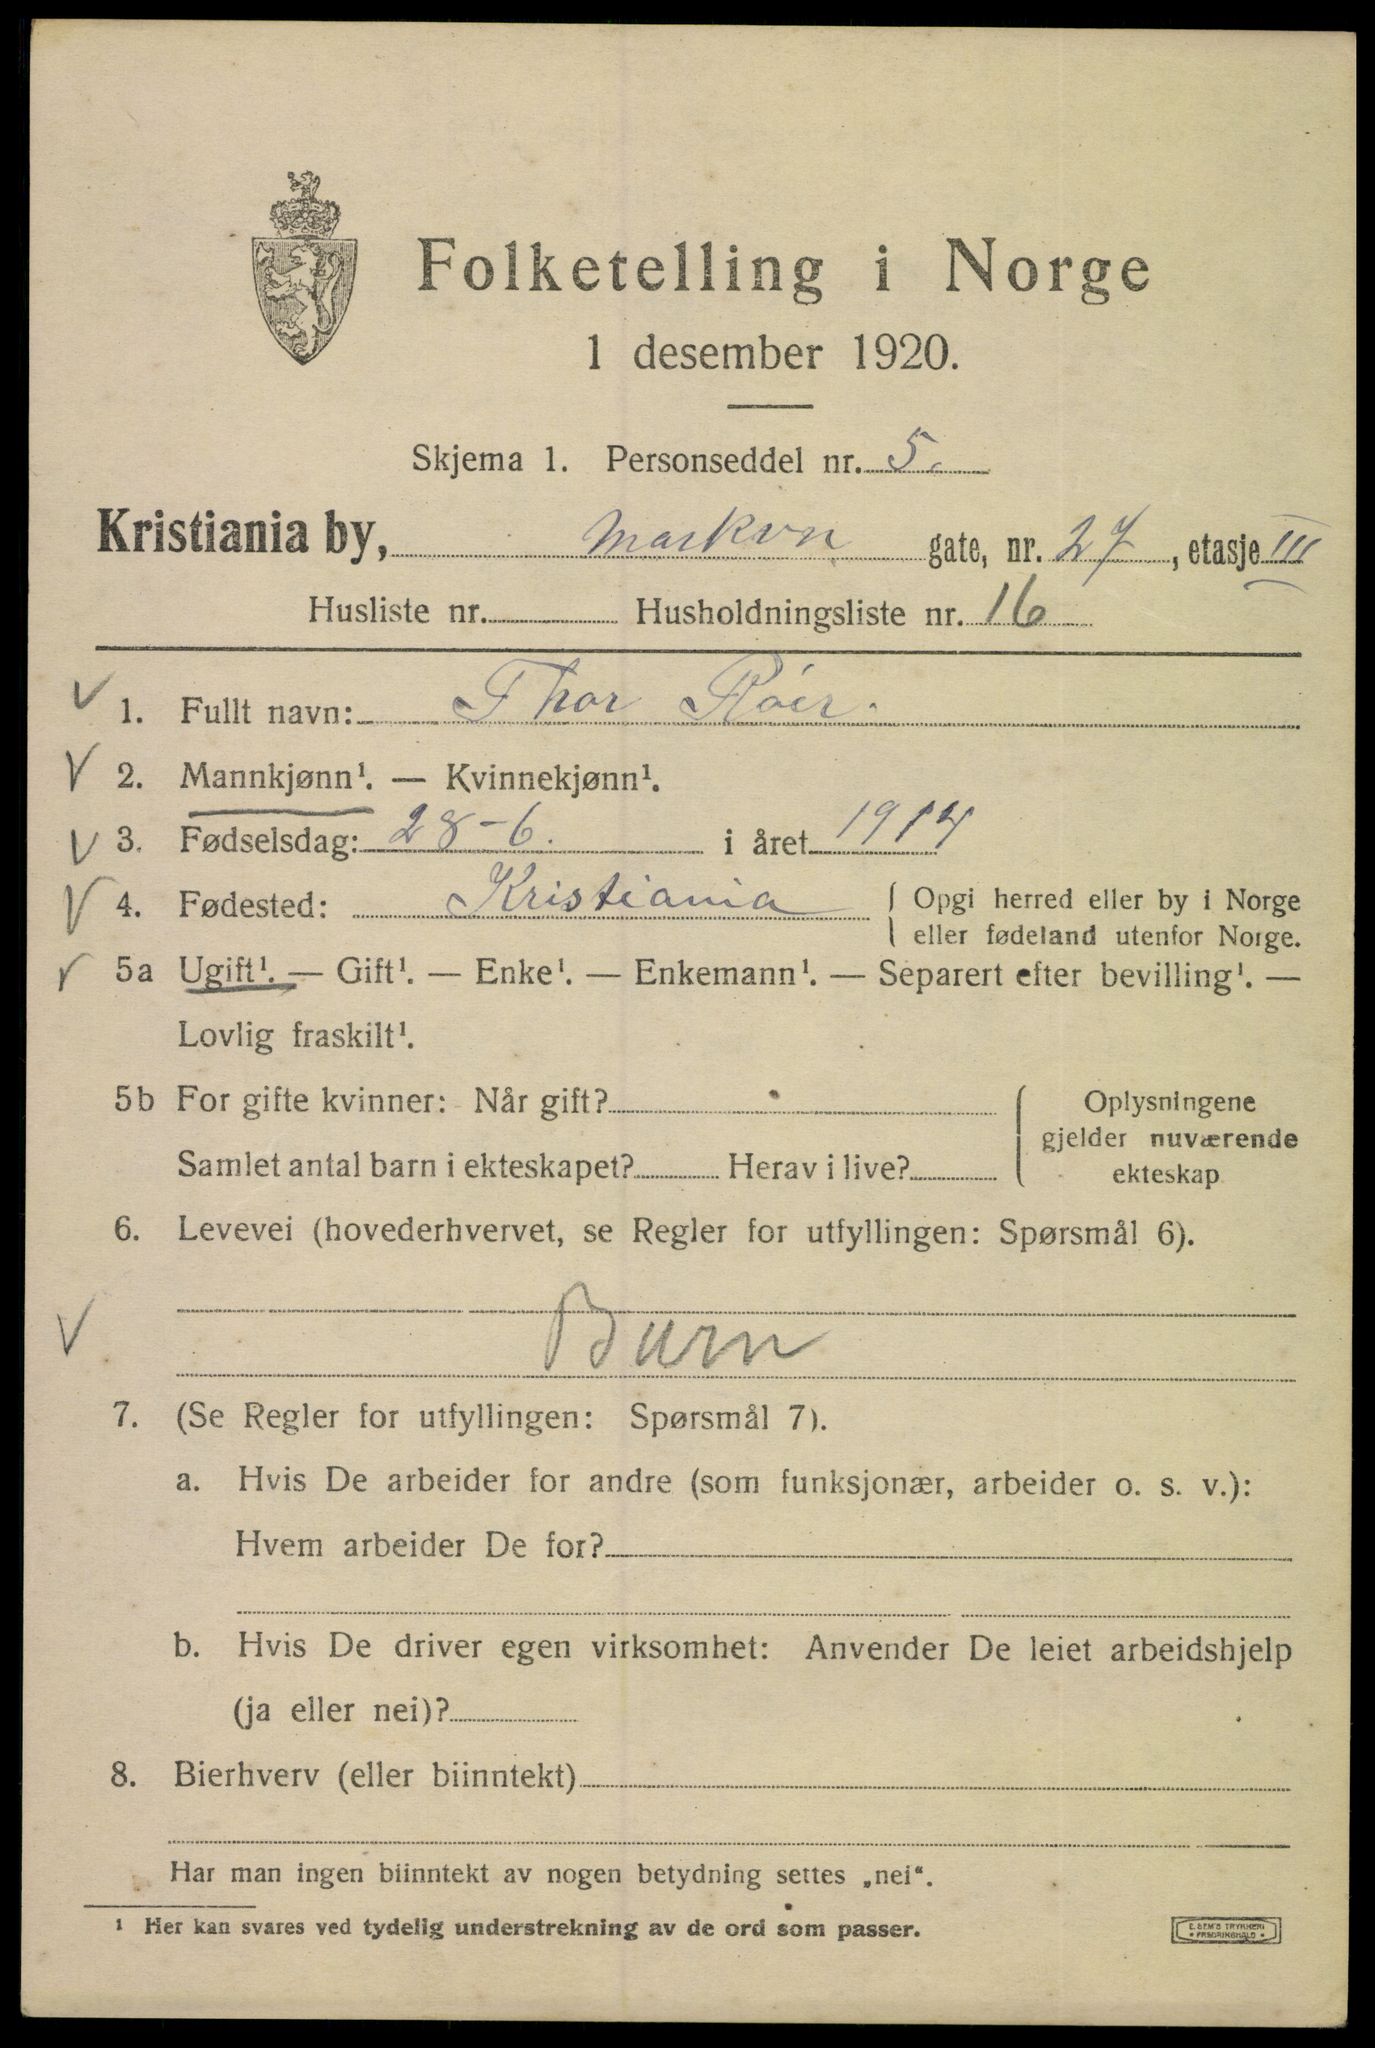 Folketelling i Norge
1 desember 1920.
Skjema 1. Personseddel nr. 5.
Kristiania by, Markvn gate, nr. 27, etasje III
Husliste nr. Husholdningsliste nr. 16
1. Fullt navn: Thor Róer.
2. Mannkjønn¹. — Kvinnekjønn¹.
3. Fødselsdag: 28-6. i året 1914
4. Fødested: Kristiania { Opgi herred eller by i Norge
eller fødeland utenfor Norge.
5a Ugift¹. — Gift¹. — Enke¹. — Enkemann¹. — Separert efter bevilling¹. —
Lovlig fraskilt¹.
5b For gifte kvinner: Når gift? { Oplysningene
gjelder nuværende
Samlet antal barn i ekteskapet? Herav i live? ekteskap
6. Levevei (hovederhvervet, se Regler for utfyllingen: Spørsmål 6).
Barn
7. (Se Regler for utfyllingen: Spørsmål 7).
a. Hvis De arbeider for andre (som funksjonær, arbeider o. s. v.):
Hvem arbeider De for?
b. Hvis De driver egen virksomhet: Anvender De leiet arbeidshjelp
(ja eller nei)?
8. Bierhverv (eller biinntekt)
Har man ingen biinntekt av nogen betydning settes „nei“.
¹ Her kan svares ved tydelig understrekning av de ord som passer.
E. SEM'S TRYKKERI
* FREDRIKSHALD *